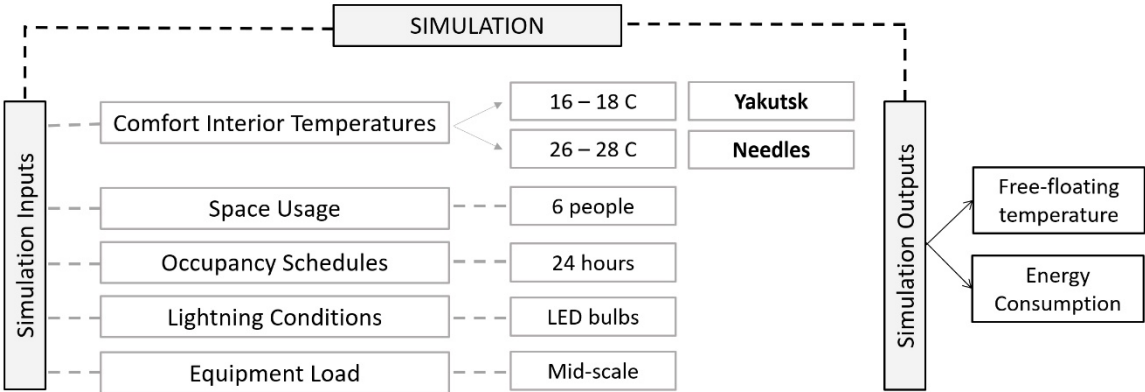 SIMULATION
Simulation Inputs
Comfort Interior Temperatures
16 – 18 C
Yakutsk
26 – 28 C
Needles
Space Usage
6 people
Occupancy Schedules
24 hours
Lightning Conditions
LED bulbs
Equipment Load
Mid-scale
Simulation Outputs
Free-floating
temperature
Energy
Consumption